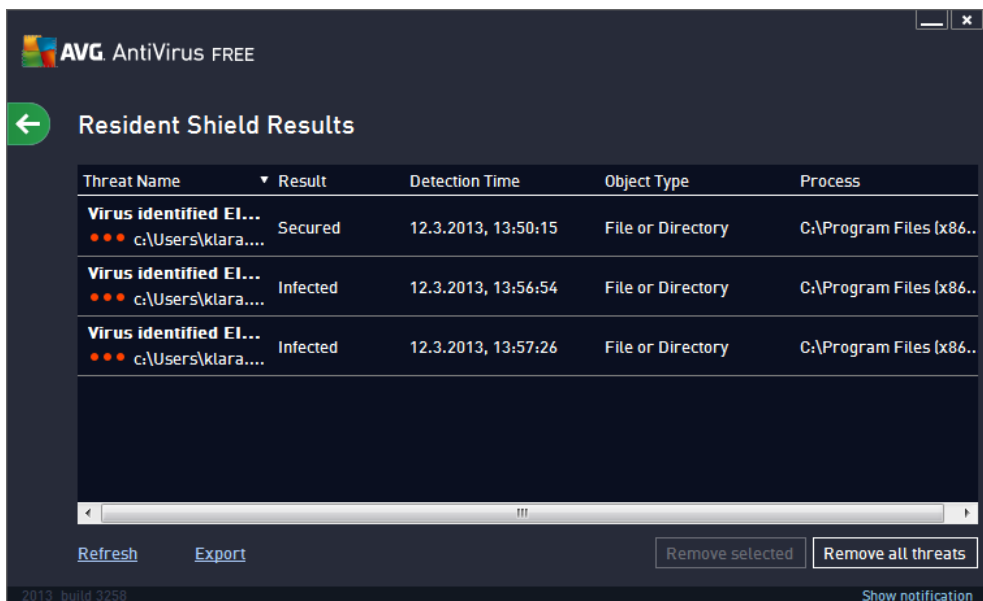 AVG. AntiVirus FREE
Resident Shield Results
Threat Name Result Detection Time Object Type Process
Virus identified EI...
c:\Users\klara.... Secured 12.3.2013, 13:50:15 File or Directory C:\Program Files (x86..
Virus identified EI...
c:\Users\klara.... Infected 12.3.2013, 13:56:54 File or Directory C:\Program Files (x86..
Virus identified EI...
c:\Users\klara.... Infected 12.3.2013, 13:57:26 File or Directory C:\Program Files (x86..
Refresh Export Remove selected Remove all threats
2013 build 3258 Show notification